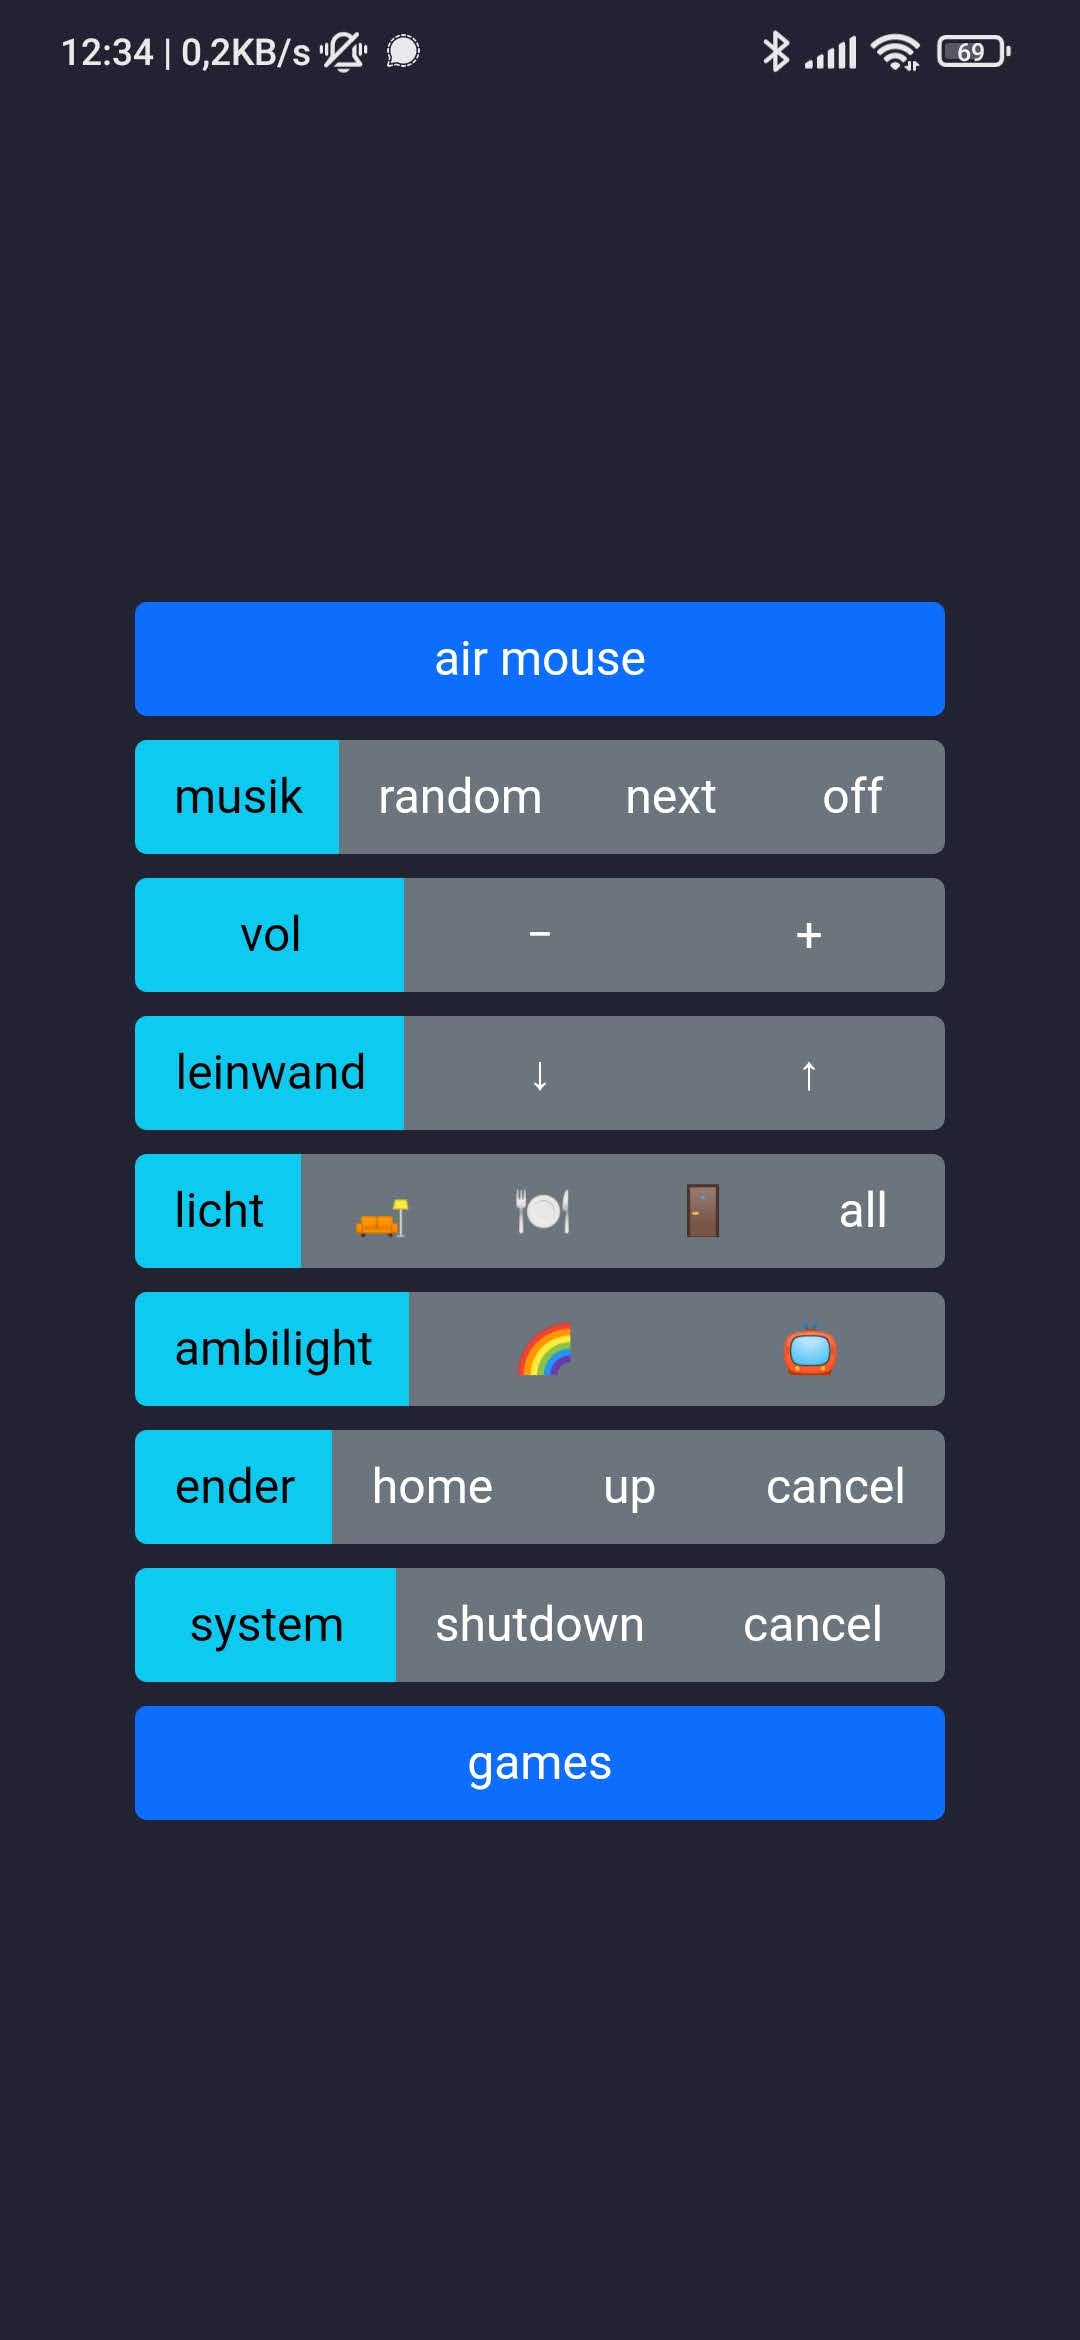 12:34 | 0,2KB/s 69
air mouse
musik random next off
vol − +
leinwand ↓ ↑
licht 🛋️ 🍽️ 🚪 all
ambilight 🌈 📺
ender home up cancel
system shutdown cancel
games